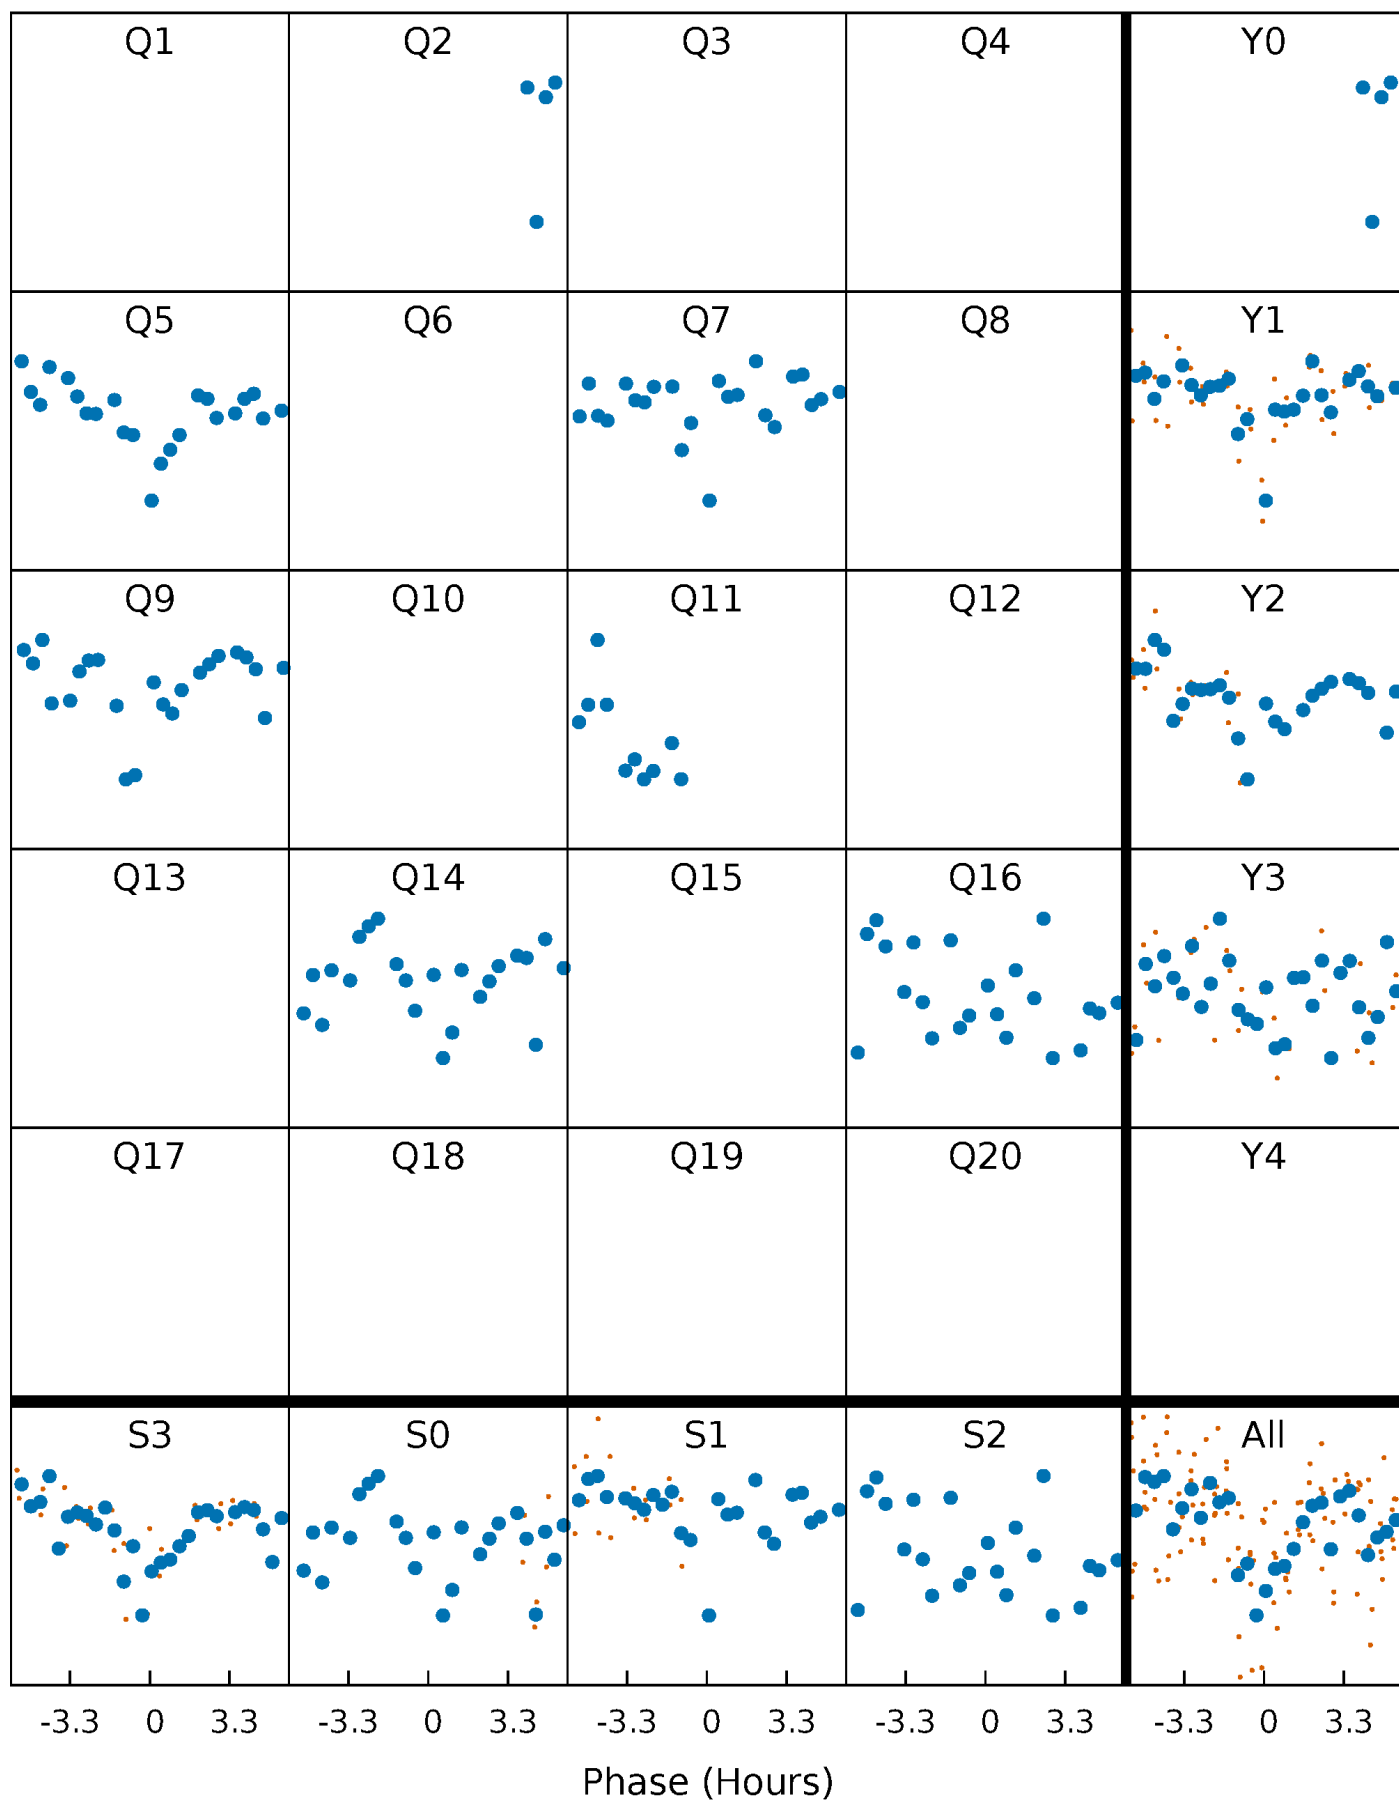 Q1 Q2 Q3 Q4 Y0
Q5 Q6 Q7 Q8 Y1
Q9 Q10 Q11 Q12 Y2
Q13 Q14 Q15 Q16 Y3
Q17 Q18 Q19 Q20 Y4
S3 S0 S1 S2 All
-3.3 0 3.3 -3.3 0 3.3 -3.3 0 3.3 -3.3 0 3.3 -3.3 0 3.3
Phase (Hours)